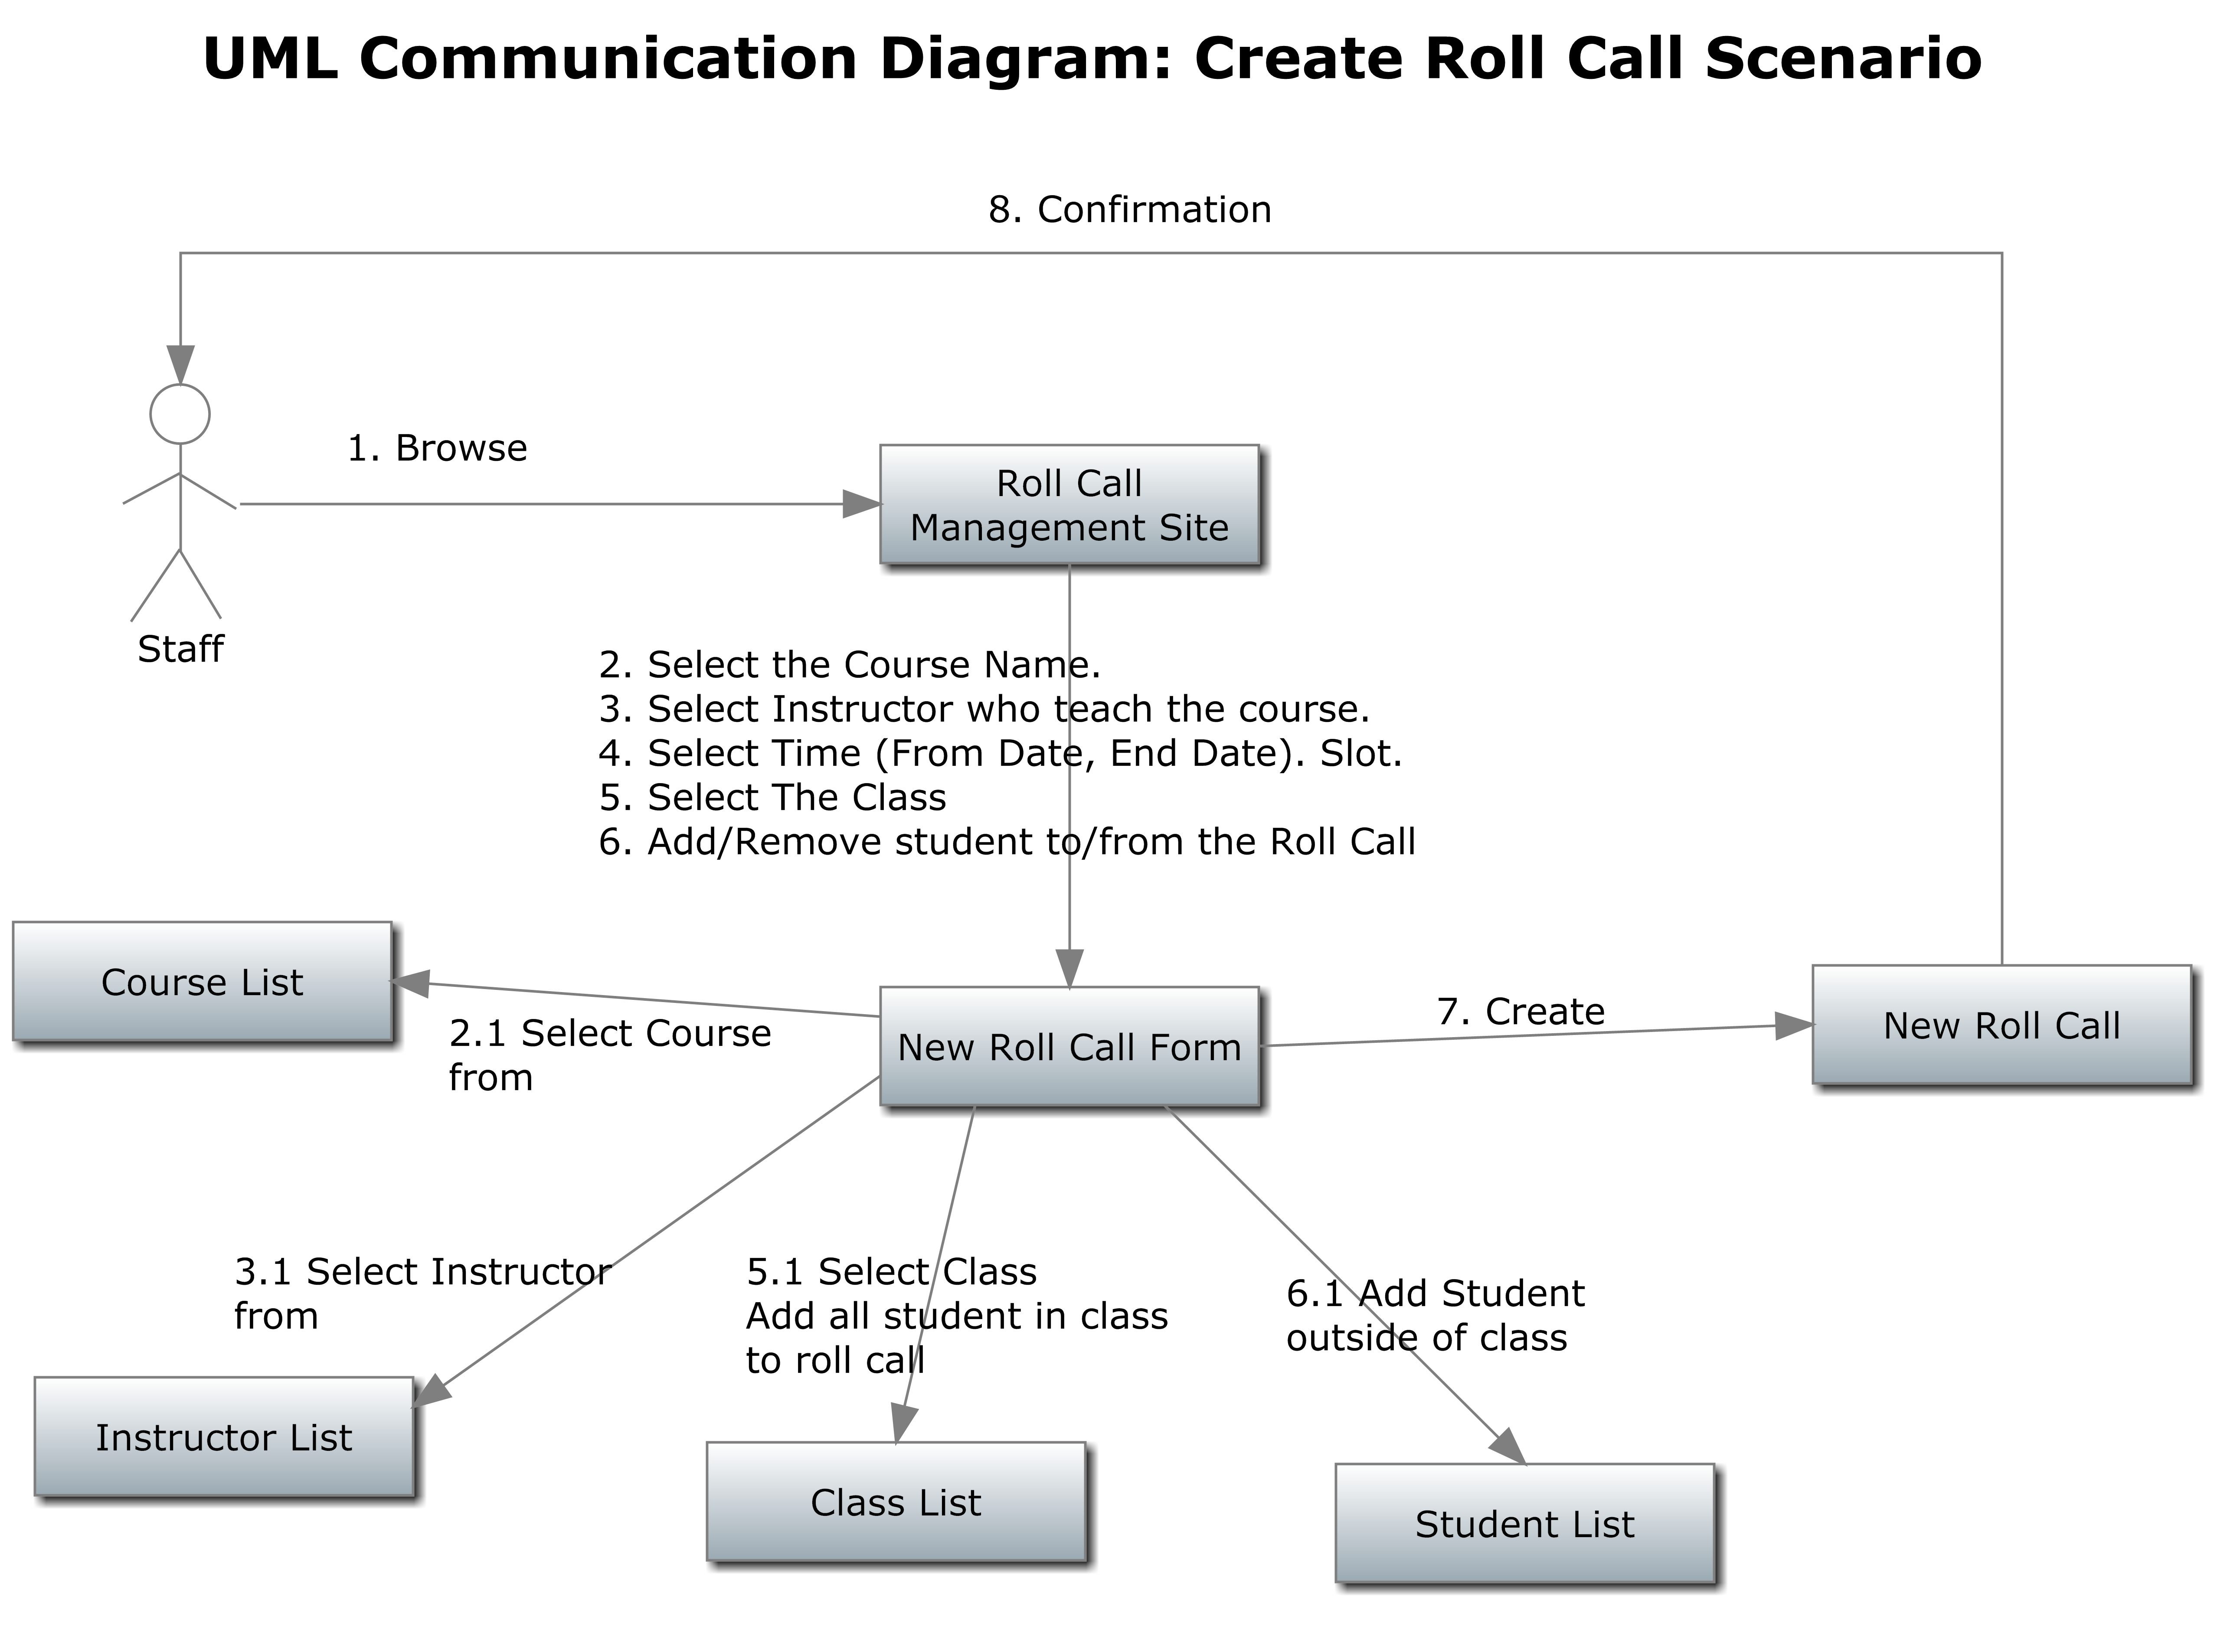 UML Communication Diagram: Create Roll Call Scenario
8. Confirmation
1. Browse
Roll Call
Management Site
Staff
2. Select the Course Name.
3. Select Instructor who teach the course.
4. Select Time (From Date, End Date). Slot.
5. Select The Class
6. Add/Remove student to/from the Roll Call
Course List
2.1 Select Course
from
New Roll Call Form
7. Create
New Roll Call
3.1 Select Instructor
from
5.1 Select Class
Add all student in class
to roll call
6.1 Add Student
outside of class
Instructor List
Class List
Student List